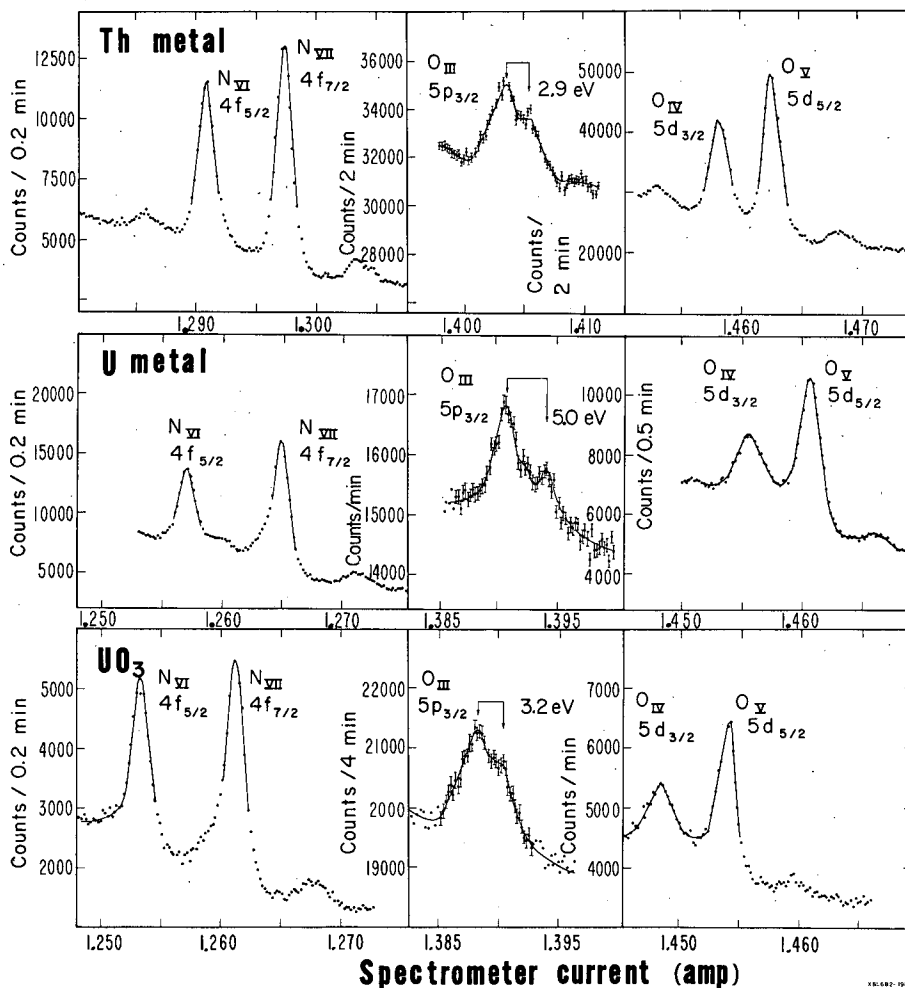 Th metal
Counts / 0.2 min
12500
10000
7500
5000
N VI
4f5/2
N VII
4f7/2
1.290
1.300
Counts/2 min
36000
34000
32000
30000
28000
O III
5p3/2
2.9 eV
1.400
1.410
Counts/
2 min
50000
40000
20000
O IV
5d3/2
O V
5d5/2
1.460
1.470
U metal
Counts / 0.2 min
20000
15000
10000
5000
N VI
4f5/2
N VII
4f7/2
1.250
1.260
1.270
Counts/min
17000
16000
15000
14000
O III
5p3/2
5.0 eV
1.385
1.395
Counts / 0.5 min
10000
8000
6000
4000
O IV
5d3/2
O V
5d5/2
1.450
1.460
UO3
Counts / 0.2 min
5000
4000
3000
2000
N VI
4f5/2
N VII
4f7/2
1.250
1.260
1.270
Counts / 4 min
22000
21000
20000
19000
O III
5p3/2
3.2 eV
1.385
1.395
Counts / min
7000
6000
5000
4000
O IV
5d3/2
O V
5d5/2
1.450
1.460
Spectrometer current (amp)